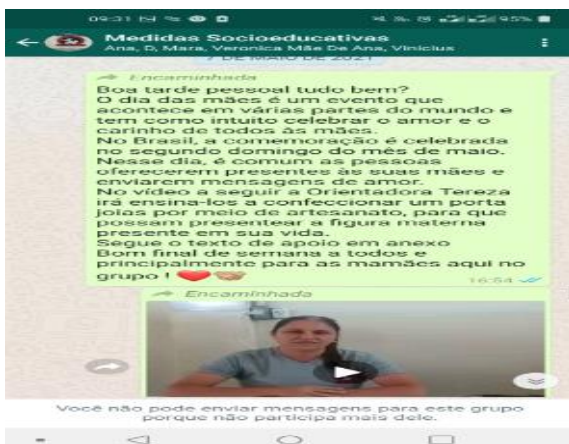 09:31
95%
Medidas Socioeducativas
Ana, D, Mara, Veronica Mãe De Ana, Vinicius
7 DE MAIO DE 2021
Encaminhada
Boa tarde pessoal tudo bem?
O dia das mães é um evento que
acontece em várias partes do mundo e
tem como intuito celebrar o amor e o
carinho de todos às mães.
No Brasil, a comemoração é celebrada
no segundo domingo do mês de maio.
Nesse dia, é comum as pessoas
oferecerem presentes às suas mães e
enviarem mensagens de amor.
No vídeo a seguir a Orientadora Tereza
irá ensina-los a confeccionar um porta
joias por meio de artesanato, para que
possam presentear a figura materna
presente em sua vida.
Segue o texto de apoio em anexo
Bom final de semana a todos e
principalmente para as mamães aqui no
grupo !
16:54
Encaminhada
Você não pode enviar mensagens para este grupo
porque não participa mais dele.